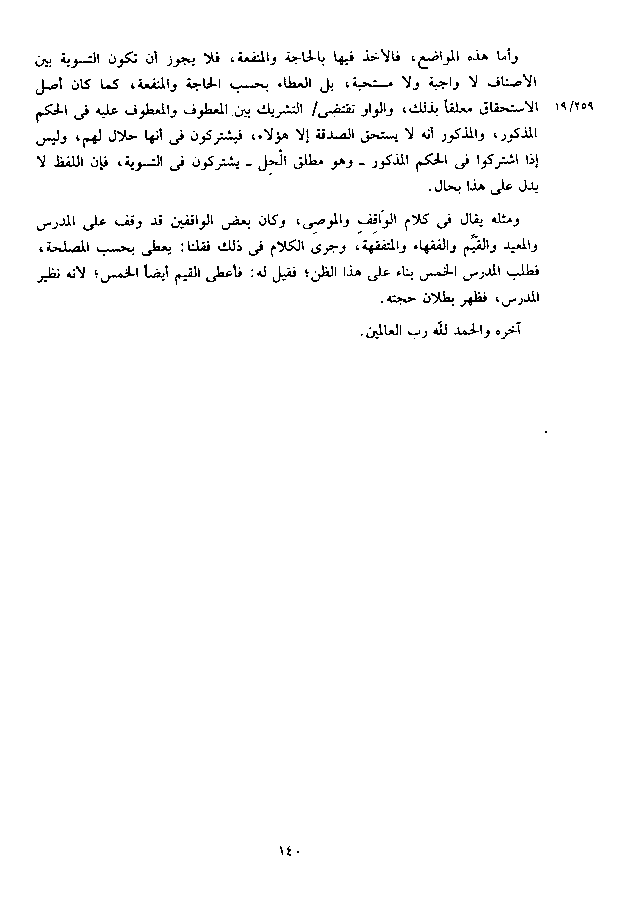 وأما هذه المواضع، فالأخذ فيها بالحاجة والمنفعة، فلا يجوز أن تكون التسوية بين
الأصناف لا واجبة ولا مستحبة، بل العطاء بحسب الحاجة والمنفعة، كما كان أصل
١٩/٢٥٩ الاستحقاق معلقاً بذلك، والواو تقتضى/ التشريك بين المعطوف والمعطوف عليه فى الحكم
المذكور، والمذكور أنه لا يستحق الصدقة إلا هؤلاء، فيشتركون فى أنها حلال لهم، وليس
إذا اشتركوا فى الحكم المذكور ـ وهو مطلق الْحِل ـ يشتركون فى التسوية، فإن اللفظ لا
يدل على هذا بحال.
ومثله يقال فى كلام الواقِفِ والموصِى، وكان بعض الواقفين قد وقف على المدرس
والمعيد والقَيِّم والفقهاء والمتفقهة، وجرى الكلام فى ذلك فقلنا: يعطى بحسب المصلحة،
فطلب المدرس الخمس بناء على هذا الظن؛ فقيل له: فأعطى القيم أيضاً الخمس؛ لأنه نظير
المدرس، فظهر بطلان حجته.
آخره والحمد للّه رب العالمين.
١٤٠